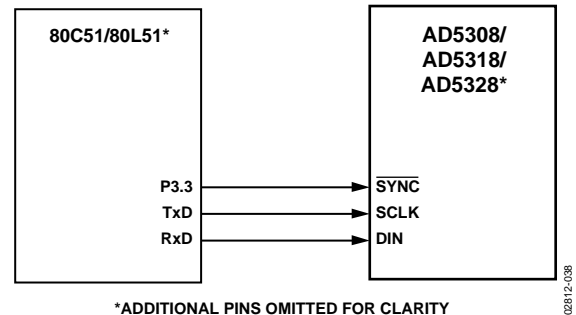 80C51/80L51*
AD5308/
AD5318/
AD5328*
P3.3
SYNC
TxD
SCLK
RxD
DIN
*ADDITIONAL PINS OMITTED FOR CLARITY
02812-038